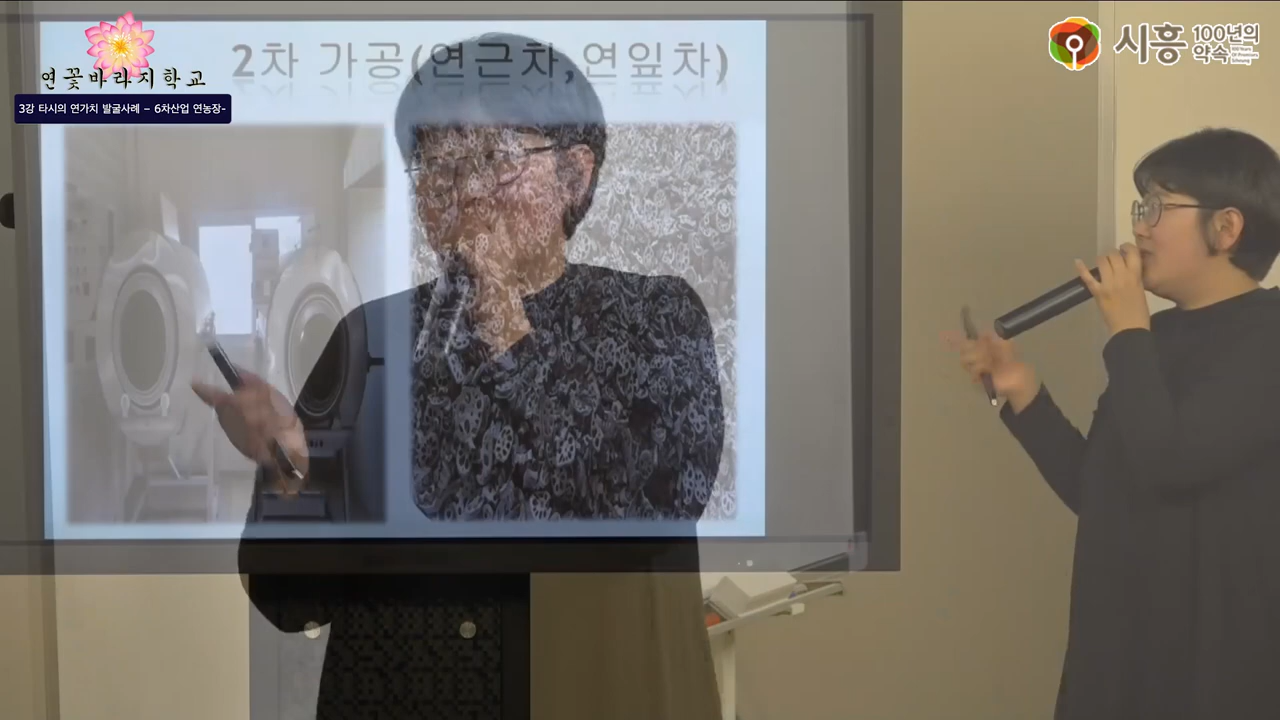 연꽃바라지학교
3강 타시의 연가치 발굴사례 – 6차산업 연농장-
2차 가공(연근차,연잎차)
시흥
100년의
약속